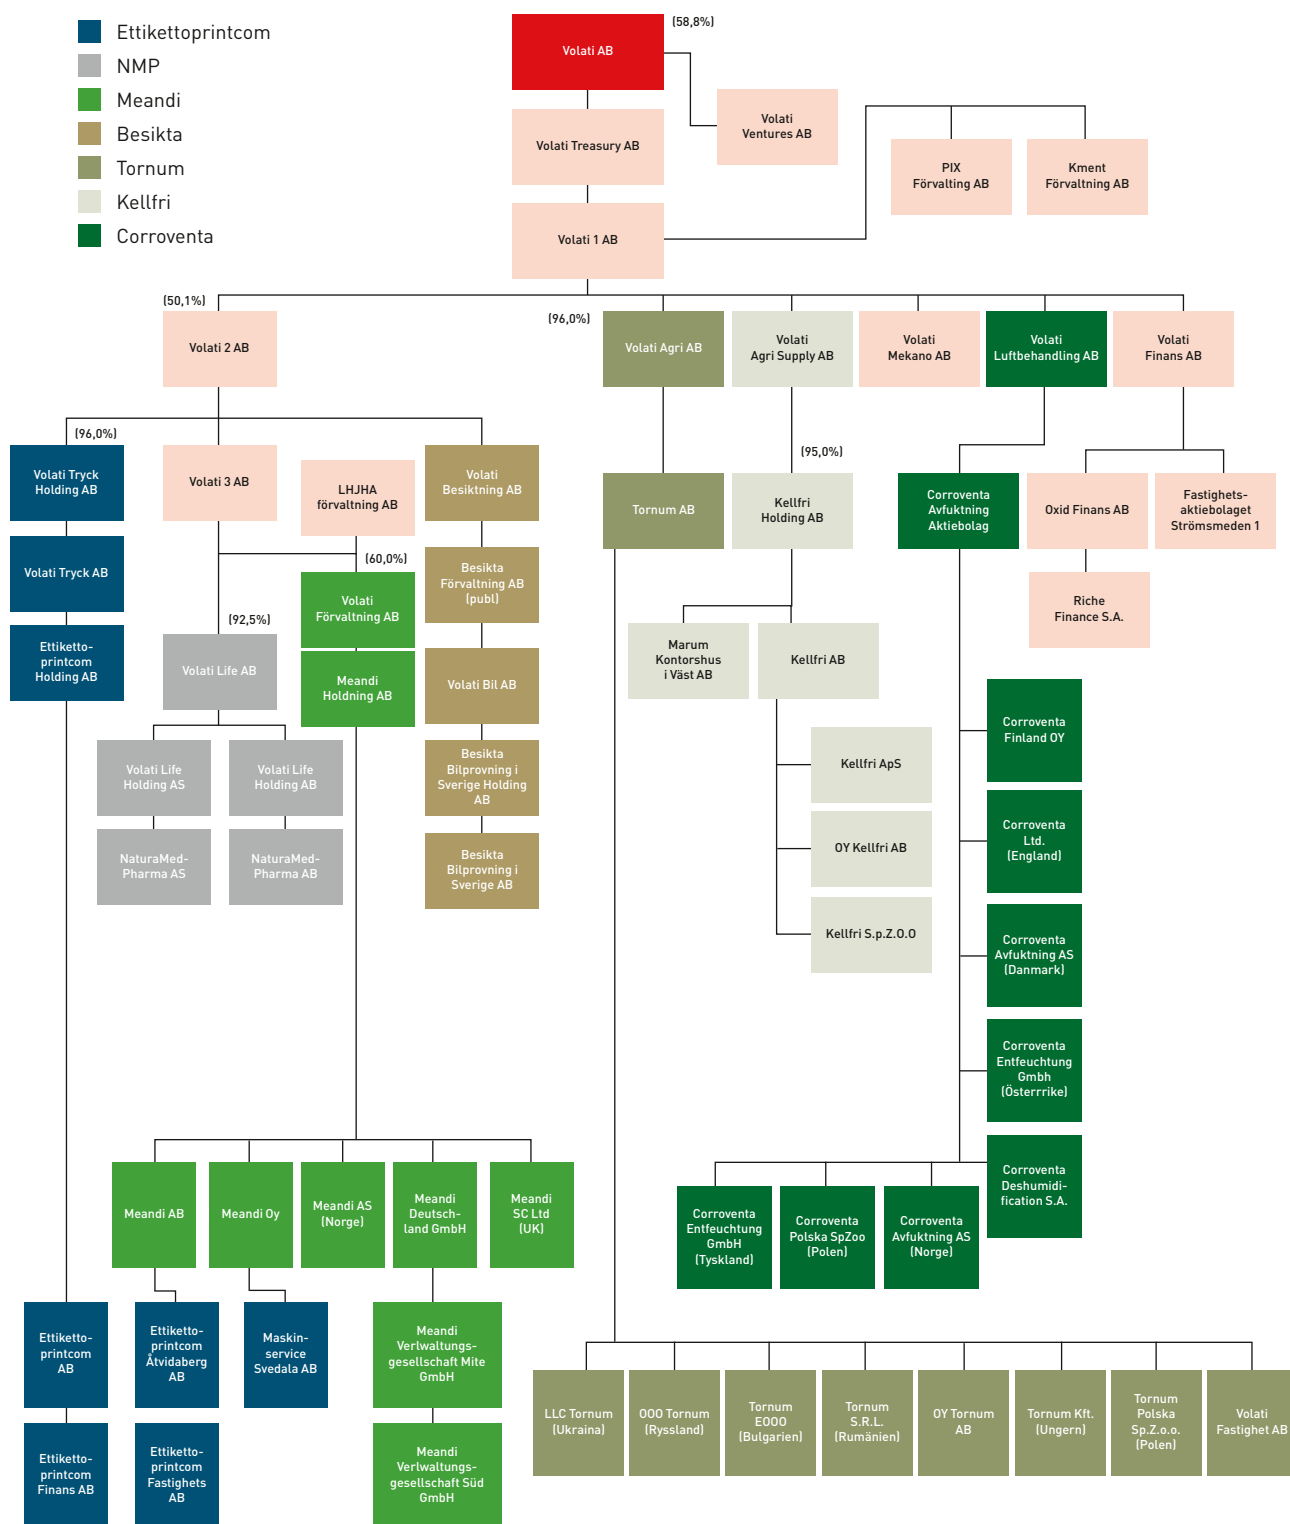 Ettikettoprintcom
NMP
Meandi
Besikta
Tornum
Kellfri
Corroventa
Volati AB
(58,8%)
Volati
Ventures AB
Volati Treasury AB
PIX
Förvalting AB
Kment
Förvaltning AB
Volati 1 AB
(50,1%)
(96,0%)
Volati 2 AB
Volati Agri AB
Volati
Agri Supply AB
Volati
Mekano AB
Volati
Luftbehandling AB
Volati
Finans AB
(96,0%)
(95,0%)
Volati Tryck
Holding AB
Volati 3 AB
LHJHA
förvaltning AB
Volati
Besiktning AB
Tornum AB
Kellfri
Holding AB
Corroventa
Avfuktning
Aktiebolag
Oxid Finans AB
Fastighets-
aktiebolaget
Strömsmeden 1
(60,0%)
Volati Tryck AB
Volati
Förvaltning AB
Besikta
Förvaltning AB
(publ)
Riche
Finance S.A.
(92,5%)
Ettiketto-
printcom
Holding AB
Volati Life AB
Meandi
Holdning AB
Volati Bil AB
Marum
Kontorshus
i Väst AB
Kellfri AB
Corroventa
Finland OY
Volati Life
Holding AS
Volati Life
Holding AB
Besikta
Bilprovning i
Sverige Holding
AB
Kellfri ApS
NaturaMed-
Pharma AS
NaturaMed-
Pharma AB
Besikta
Bilprovning i
Sverige AB
OY Kellfri AB
Corroventa
Ltd.
(England)
Kellfri S.p.Z.O.O
Corroventa
Avfuktning AS
(Danmark)
Corroventa
Entfeuchtung
Gmbh
(Österrrike)
Corroventa
Deshumidi-
fication S.A.
Meandi AB
Meandi Oy
Meandi AS
(Norge)
Meandi
Deutsch-
land GmbH
Meandi
SC Ltd
(UK)
Corroventa
Entfeuchtung
GmbH
(Tyskland)
Corroventa
Polska SpZoo
(Polen)
Corroventa
Avfuktning AS
(Norge)
Ettiketto-
printcom
AB
Ettiketto-
printcom
Åtvidaberg
AB
Maskin-
service
Svedala AB
Meandi
Verlwaltungs-
gesellschaft Mite
GmbH
LLC Tornum
(Ukraina)
OOO Tornum
(Ryssland)
Tornum
EOOO
(Bulgarien)
Tornum
S.R.L.
(Rumänien)
OY Tornum
AB
Tornum Kft.
(Ungern)
Tornum
Polska
Sp.Z.o.o.
(Polen)
Volati
Fastighet AB
Ettiketto-
printcom
Finans AB
Ettiketto-
printcom
Fastighets
AB
Meandi
Verlwaltungs-
gesellschaft Süd
GmbH